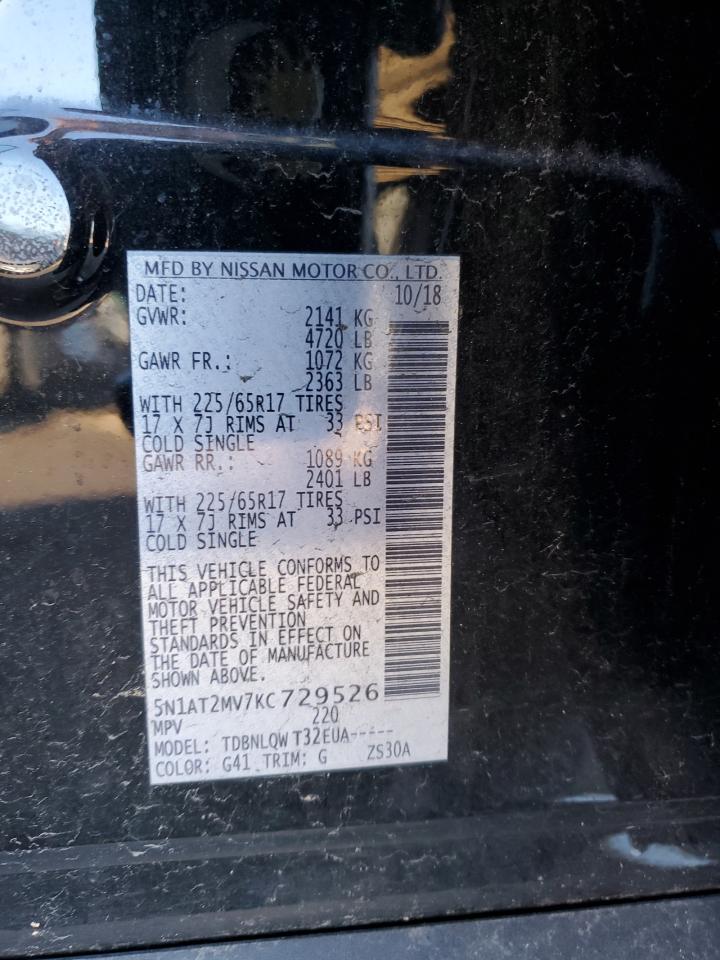 MFD BY NISSAN MOTOR CO., LTD.
DATE: 10/18
GVWR: 2141 KG
4720 LB
GAWR FR.: 1072 KG
2363 LB
WITH 225/65R17 TIRES
17 X 7J RIMS AT 33 PSI
COLD SINGLE
GAWR RR.: 1089 KG
2401 LB
WITH 225/65R17 TIRES
17 X 7J RIMS AT 33 PSI
COLD SINGLE
THIS VEHICLE CONFORMS TO
ALL APPLICABLE FEDERAL
MOTOR VEHICLE SAFETY AND
THEFT PREVENTION
STANDARDS IN EFFECT ON
THE DATE OF MANUFACTURE
SHOWN ABOVE.
5N1AT2MV7KC729526
MPV 220
MODEL: TDBNLQW T32EUA-----
COLOR: G41 TRIM: G ZS30A